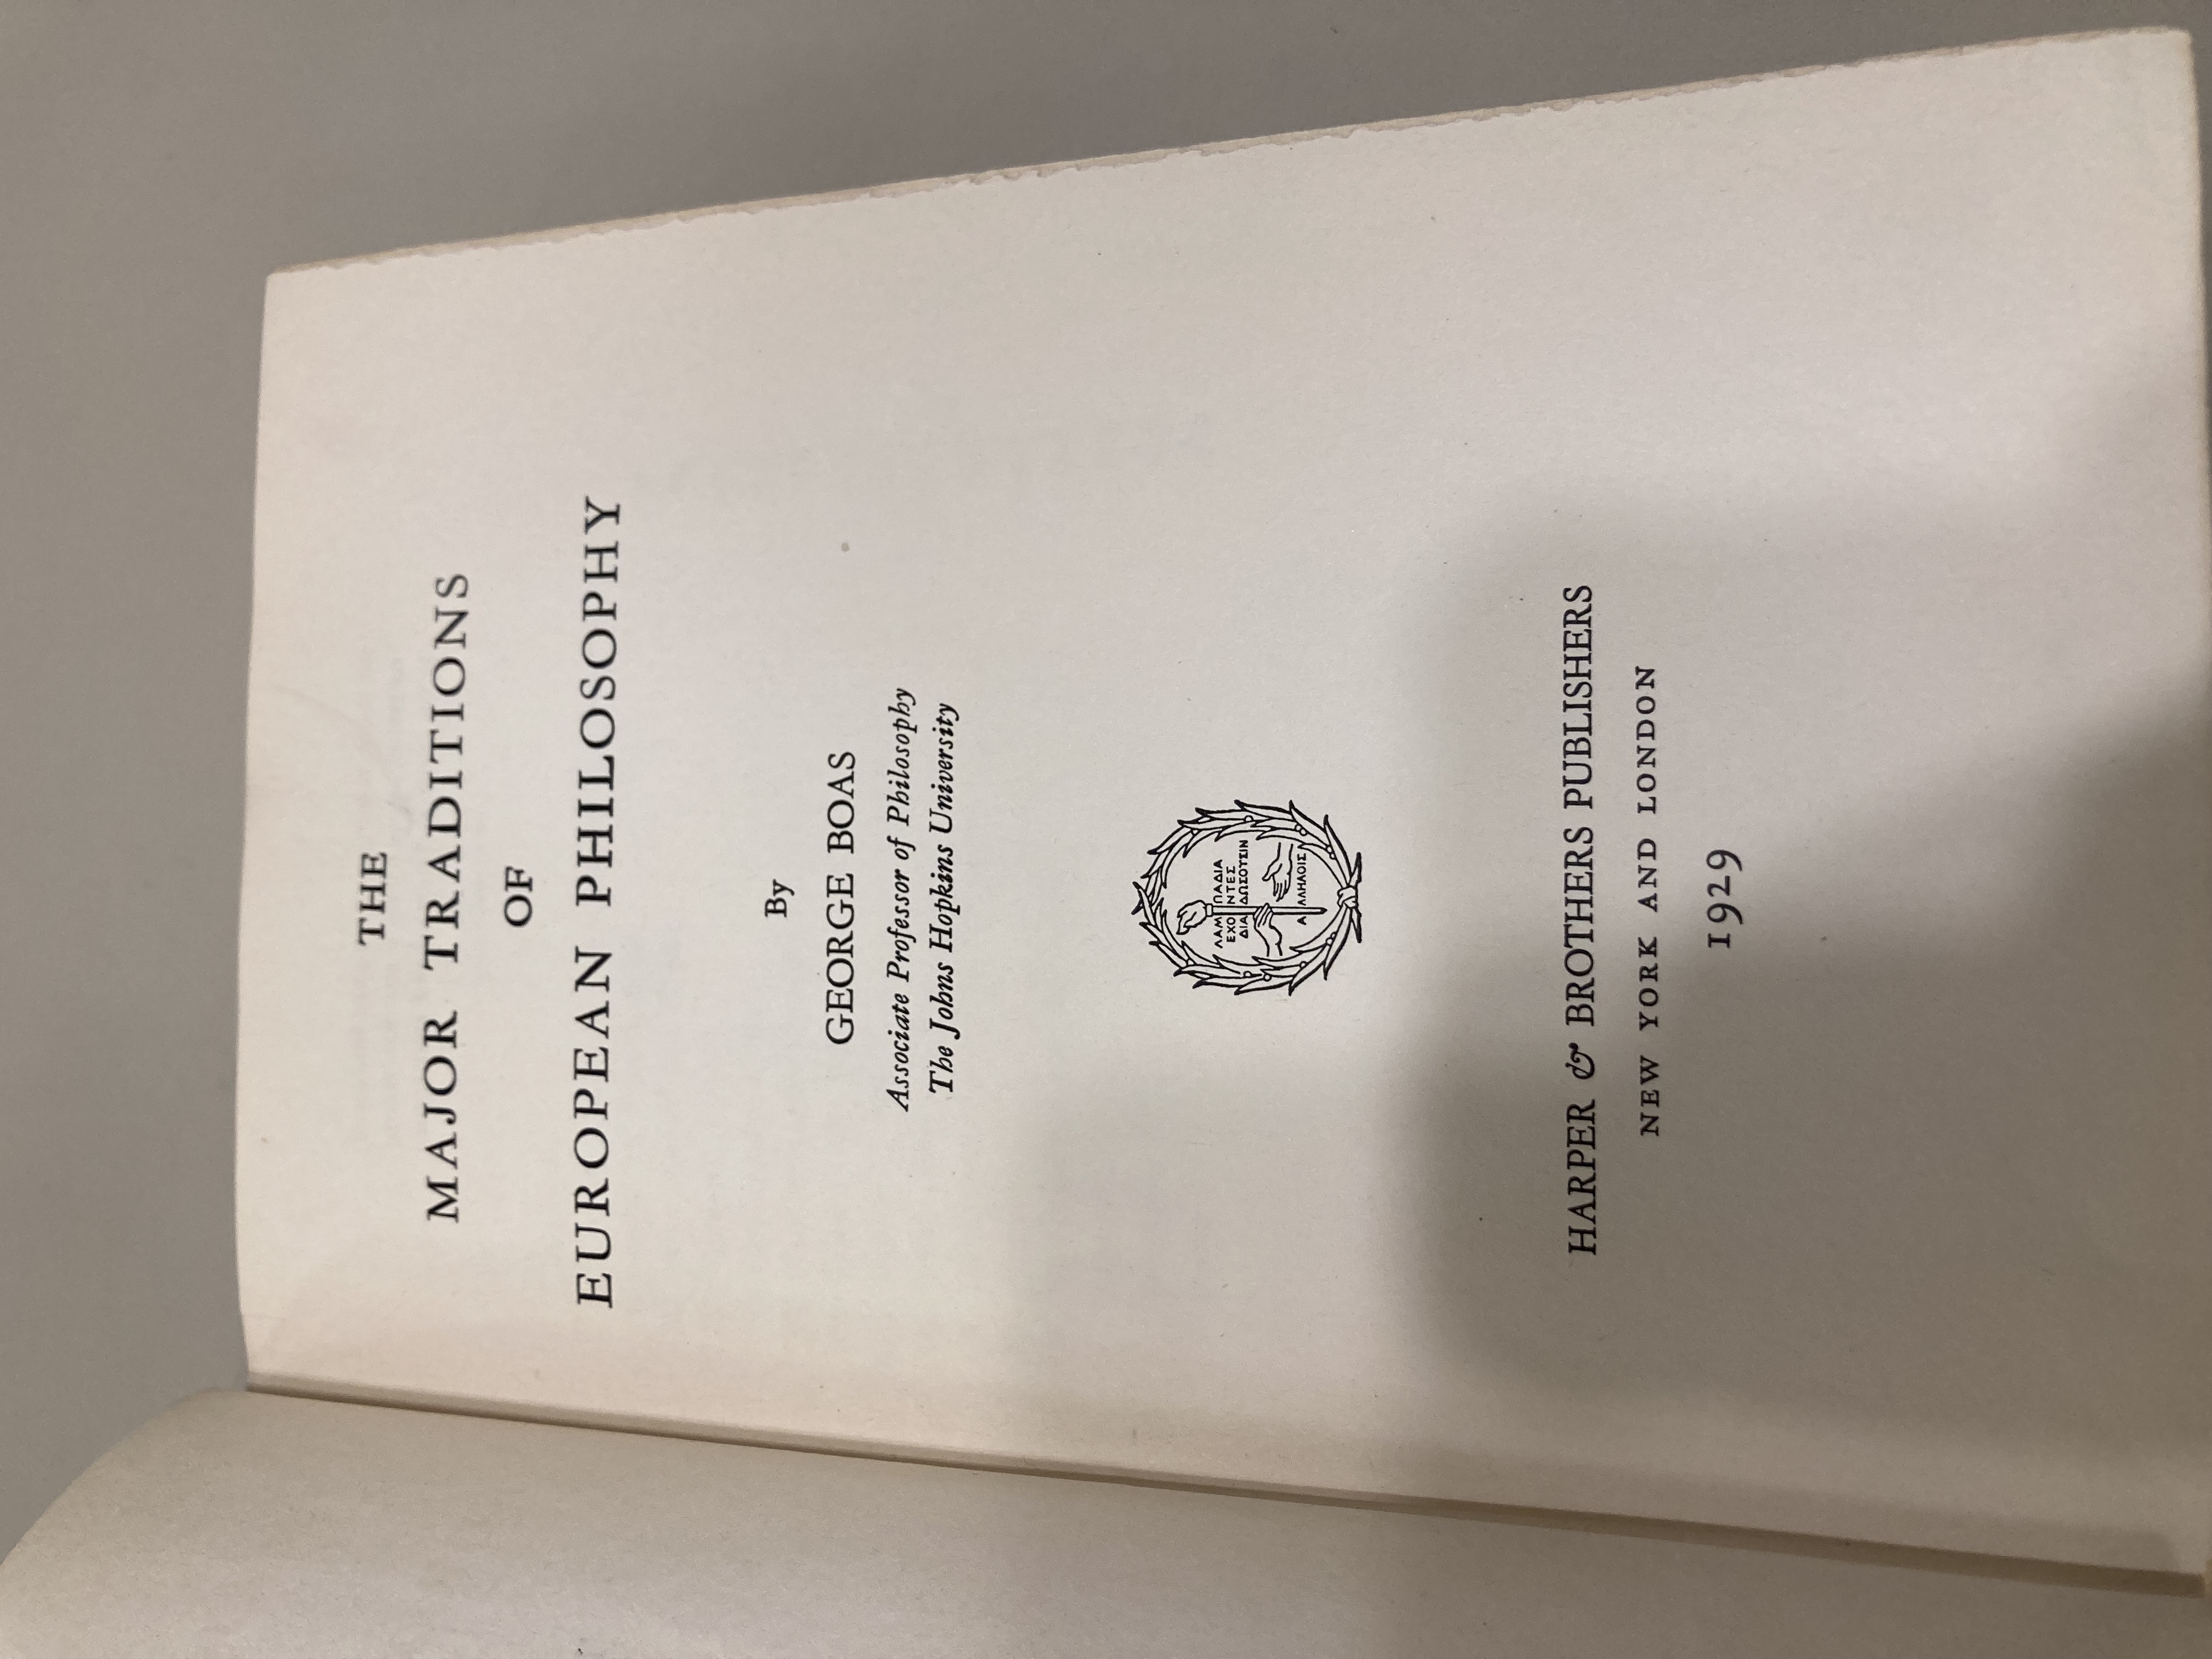 THE
MAJOR TRADITIONS
OF
EUROPEAN PHILOSOPHY
By
GEORGE BOAS
Associate Professor of Philosophy
The Johns Hopkins University
ΛΑΜΠΑΔΙΑ
ΕΧΟΝΤΕΣ
ΔΙΑΔΩΣΟΥΣΙΝ
ΑΛΛΗΛΟΙΣ
HARPER & BROTHERS PUBLISHERS
NEW YORK AND LONDON
1929